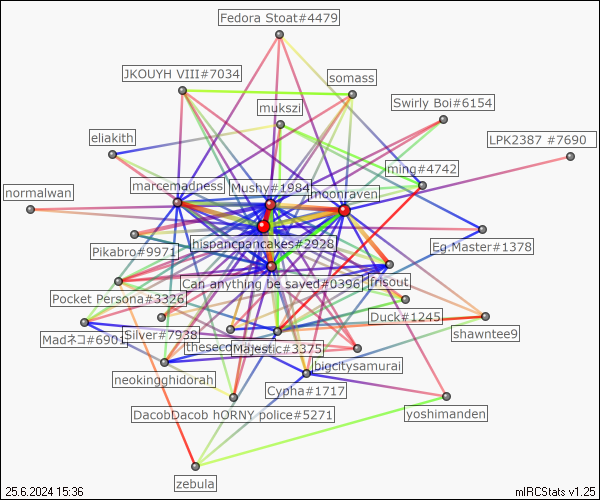 Fedora Stoat#4479
JKOUYH VIII#7034
somass
mukszi
Swirly Boi#6154
eliakith
LPK2387 #7690
ming#4742
marcemadness
Mushy#1984
moonraven
normalwan
Pikabro#9971
hispancpancakes#2928
Eg.Master#1378
Can anything be saved#0396
frisout
Pocket Persona#3326
Duck#1245
Madネコ#6901
Silver#7938
thesecond
Majestic#3375
shawntee9
bigcitysamurai
neokingghidorah
Cypha#1717
DacobDacob hORNY police#5271
yoshimanden
zebula
25.6.2024 15:36
mIRCStats v1.25